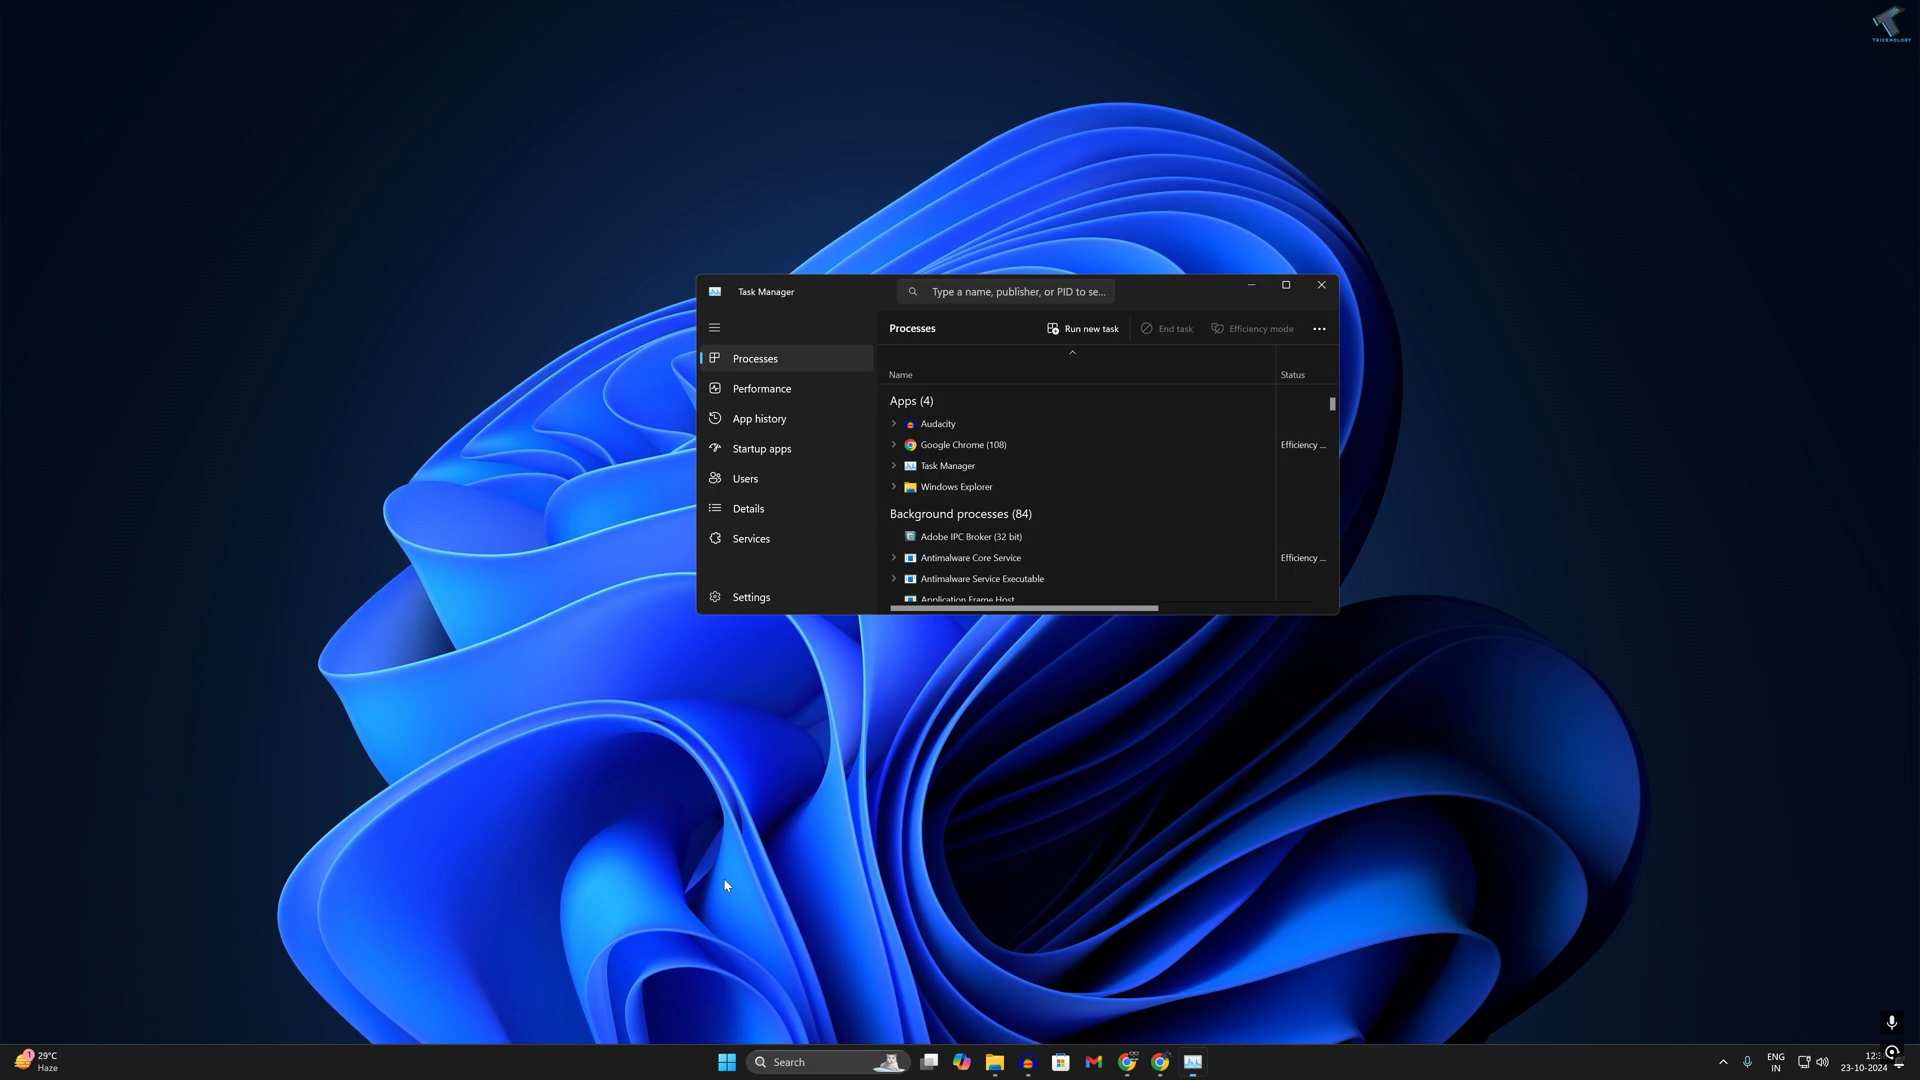 TRICKNOLOGY
Task Manager
Type a name, publisher, or PID to se...
Processes
Run new task
End task
Efficiency mode
Processes
Performance
App history
Startup apps
Users
Details
Services
Settings
Name
Status
Apps (4)
Audacity
Google Chrome (108)
Efficiency ...
Task Manager
Windows Explorer
Background processes (84)
Adobe IPC Broker (32 bit)
Antimalware Core Service
Efficiency ...
Antimalware Service Executable
Application Frame Host
1
29°C
Haze
Search
ENG
IN
23-10-2024